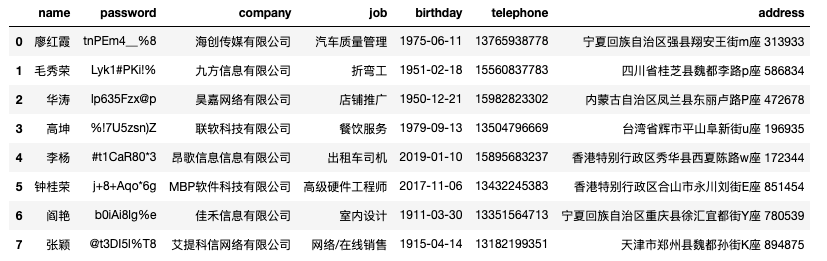 name password company job birthday telephone address
0 廖红霞 tnPEm4__%8 海创传媒有限公司 汽车质量管理 1975-06-11 13765938778 宁夏回族自治区强县翔安王街m座 313933
1 毛秀荣 Lyk1#PKi!% 九方信息有限公司 折弯工 1951-02-18 15560837783 四川省桂芝县魏都李路p座 586834
2 华涛 Ip635Fzx@p 昊嘉网络有限公司 店铺推广 1950-12-21 15982823302 内蒙古自治区凤兰县东丽卢路P座 472678
3 高坤 %!7U5zsn)Z 联软科技有限公司 餐饮服务 1979-09-13 13504796669 台湾省辉市平山阜新街u座 196935
4 李杨 #t1CaR80*3 昂歌信息信息有限公司 出租车司机 2019-01-10 15895683237 香港特别行政区秀华县西夏陈路w座 172344
5 钟桂荣 j+8+Aqo*6g MBP软件科技有限公司 高级硬件工程师 2017-11-06 13432245383 香港特别行政区合山市永川刘街E座 851454
6 阎艳 b0iAi8Ig%e 佳禾信息有限公司 室内设计 1911-03-30 13351564713 宁夏回族自治区重庆县徐汇宜都街Y座 780539
7 张颖 @t3DI5I%T8 艾提科信网络有限公司 网络/在线销售 1915-04-14 13182199351 天津市郑州县魏都孙街K座 894875